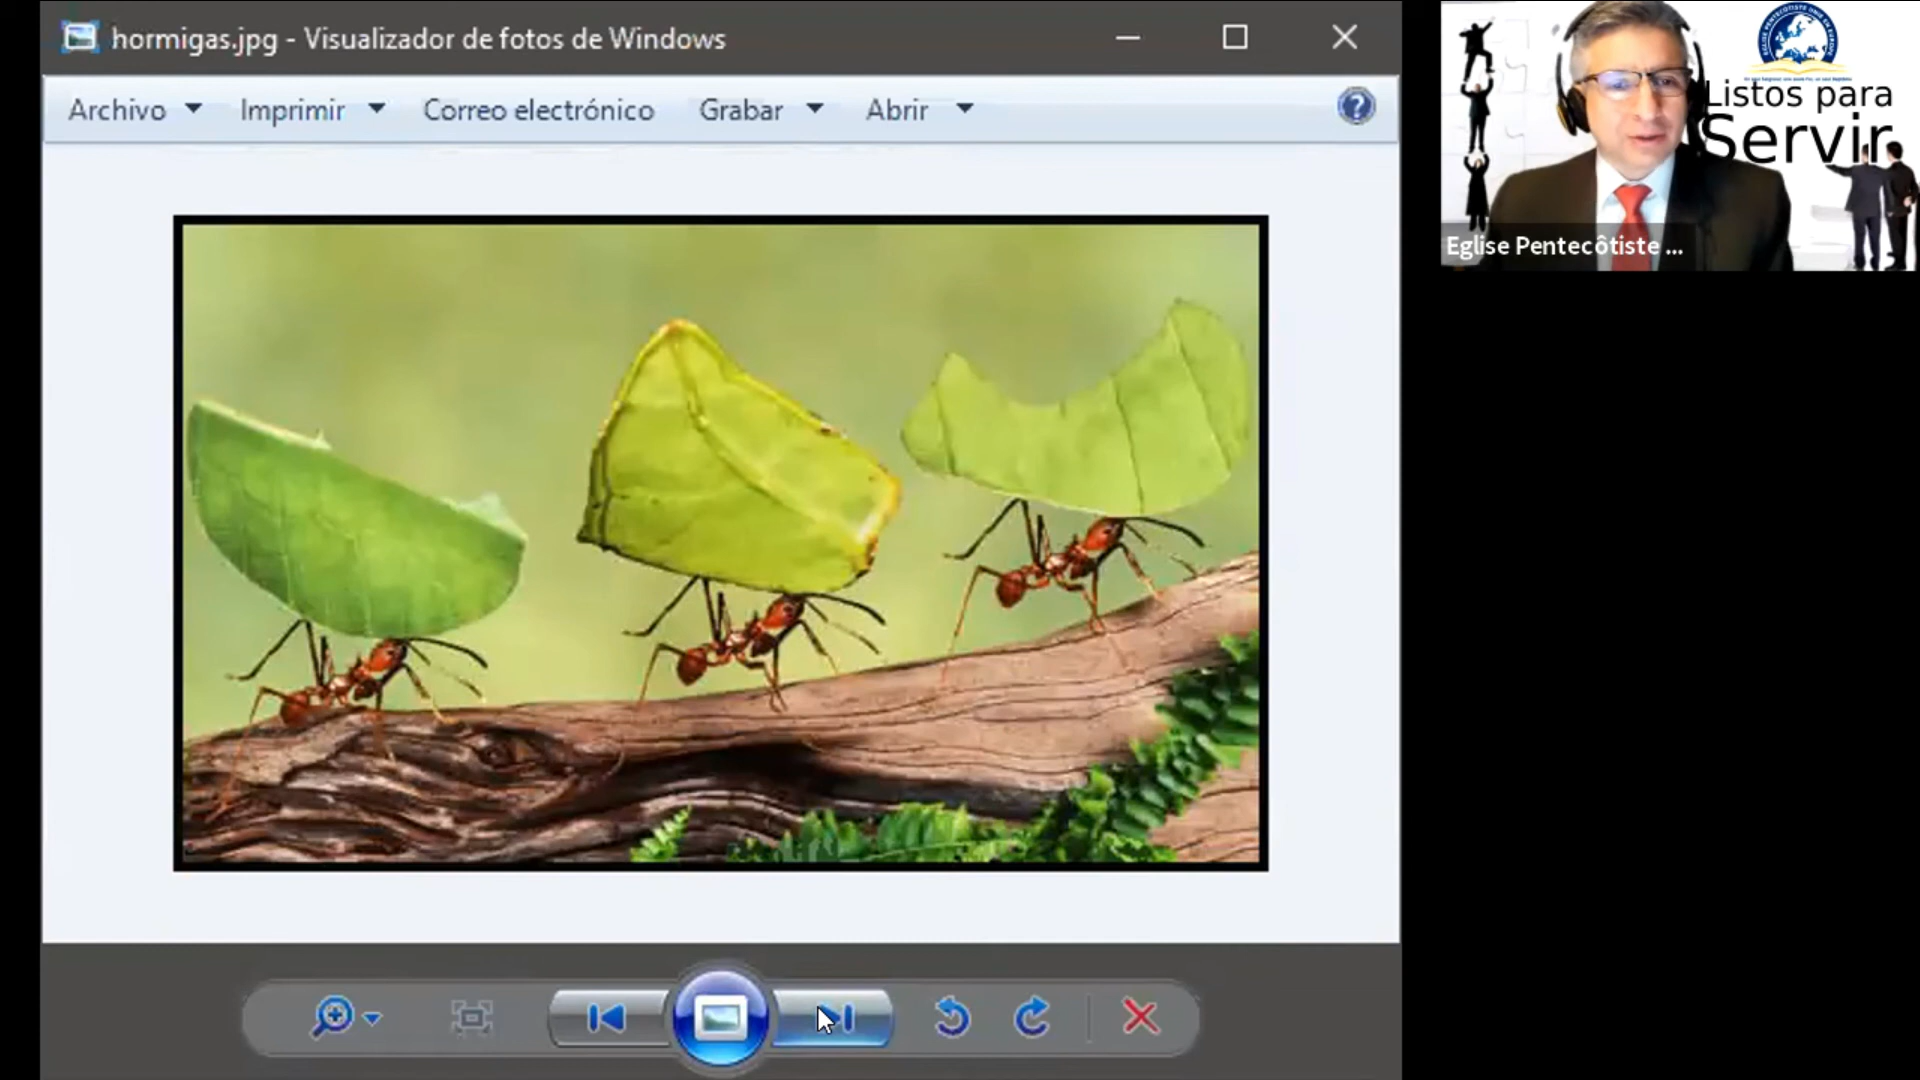 hormigas.jpg - Visualizador de fotos de Windows
Archivo Imprimir Correo electrónico Grabar Abrir
Listos para
Servir
Eglise Pentecôtiste ...